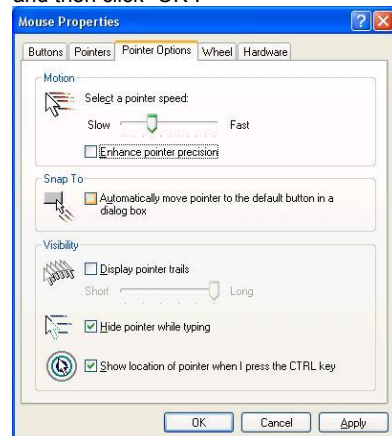 and then click "OK".
Mouse Properties
Buttons Pointers Pointer Options Wheel Hardware
Motion
Select a pointer speed:
Slow Fast
Enhance pointer precision
Snap To
Automatically move pointer to the default button in a
dialog box
Visibility
Display pointer trails
Short Long
Hide pointer while typing
Show location of pointer when I press the CTRL key
OK Cancel Apply